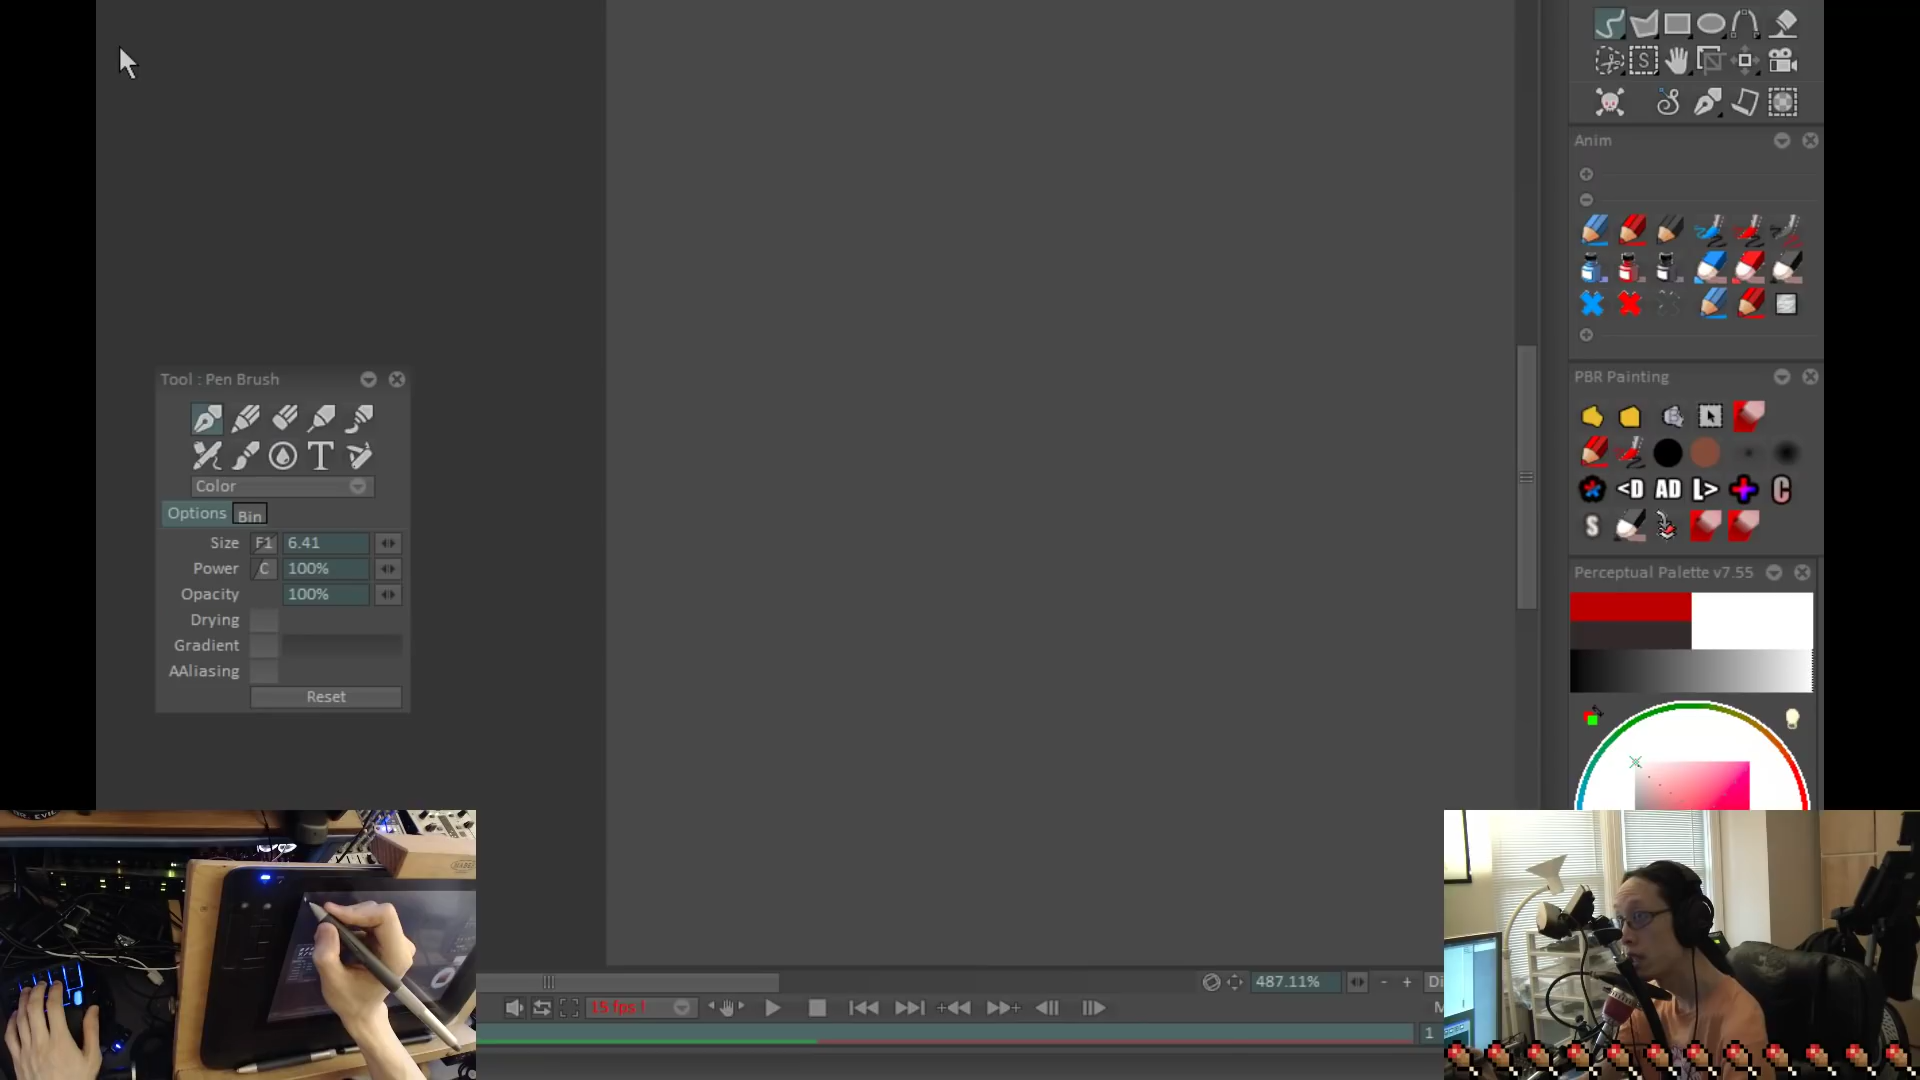 Anim
Tool : Pen Brush
PBR Painting
T
Color
Options Bin
<D AD L> C
Size F1 6.41
S
Power C 100%
Perceptual Palette v7.55
Opacity 100%
Drying
Gradient
AAliasing
Reset
487.11% - + Di
15 fps !
1